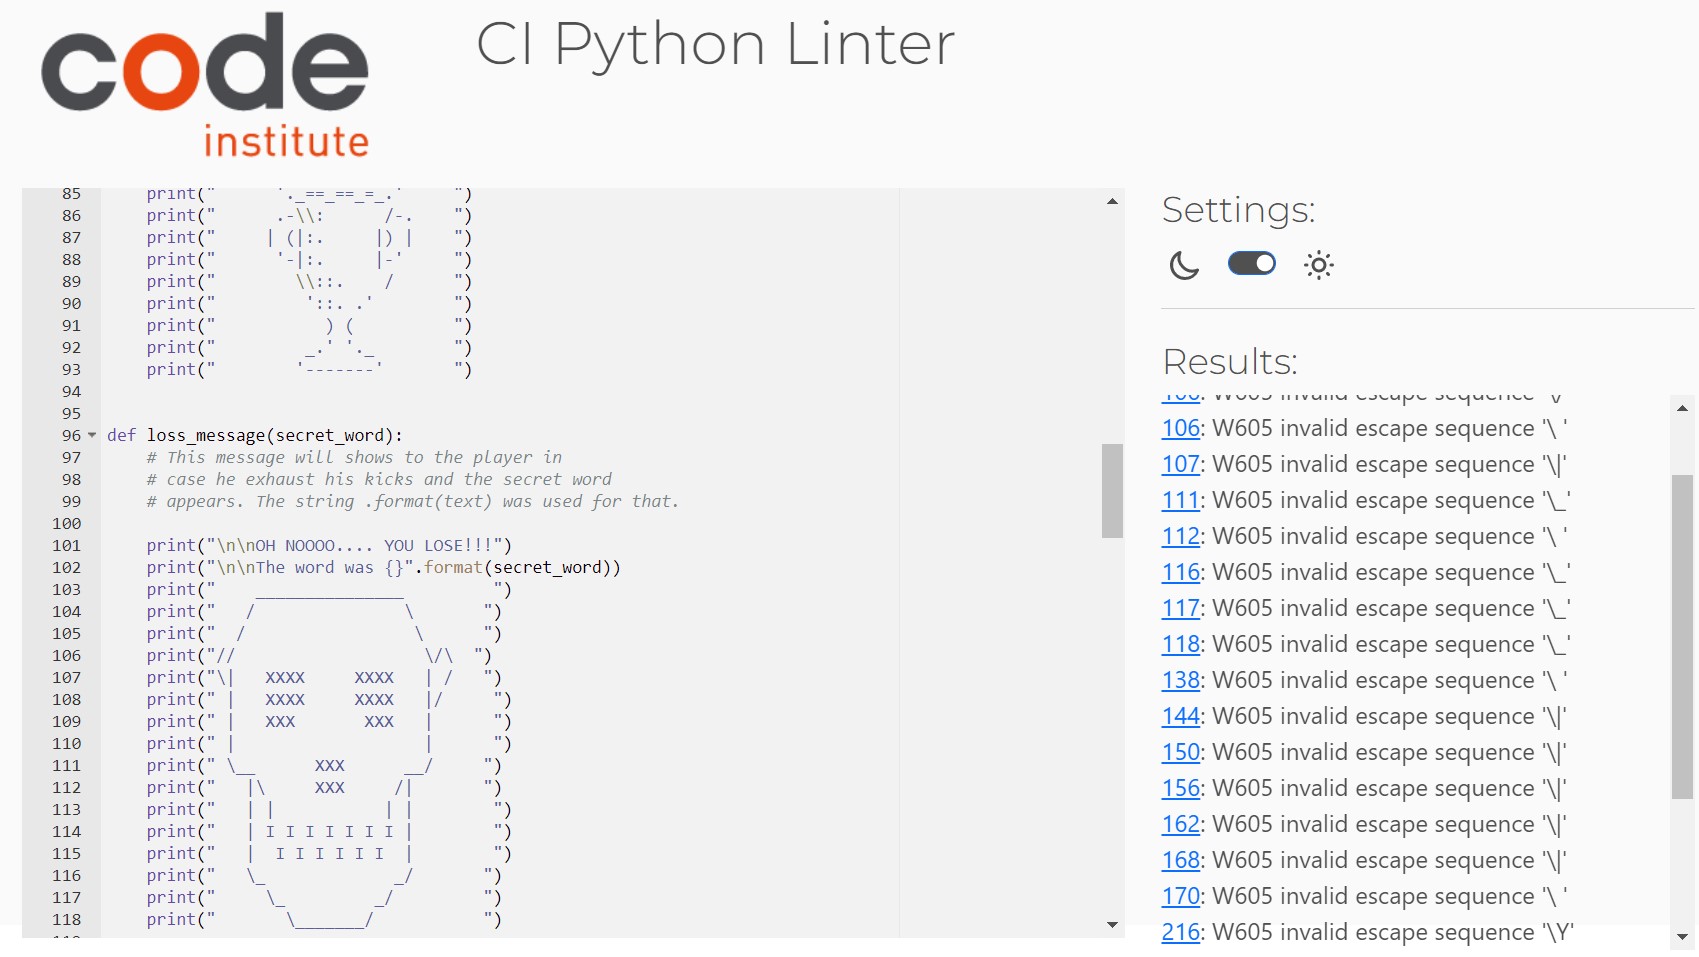 code
institute
CI Python Linter
85 print("      '._==_==_=_.'     ")
86 print("      .-\\:      /-.    ")
87 print("     | (|:.     |) |    ")
88 print("      '-|:.     |-'     ")
89 print("        \\::.    /      ")
90 print("         '::. .'        ")
91 print("           ) (          ")
92 print("         _.' '._        ")
93 print("        '-------'       ")
94
95
96 def loss_message(secret_word):
97     # This message will shows to the player in
98     # case he exhaust his kicks and the secret word
99     # appears. The string .format(text) was used for that.
100
101     print("\n\nOH NOOOO.... YOU LOSE!!!")
102     print("\n\nThe word was {}".format(secret_word))
103     print("    _______________         ")
104     print("   /               \       ")
105     print("  /                 \      ")
106     print("//                   \/\  ")
107     print("\|   XXXX     XXXX   | /   ")
108     print(" |   XXXX     XXXX   |/     ")
109     print(" |   XXX       XXX   |      ")
110     print(" |                   |      ")
111     print(" \__      XXX      __/     ")
112     print("   |\     XXX     /|       ")
113     print("   | |           | |        ")
114     print("   | I I I I I I I |        ")
115     print("   |  I I I I I I  |        ")
116     print("   \_             _/       ")
117     print("     \_         _/         ")
118     print("       \_______/           ")
Settings:
Results:
106: W605 invalid escape sequence '\ '
107: W605 invalid escape sequence '\|'
111: W605 invalid escape sequence '\_'
112: W605 invalid escape sequence '\ '
116: W605 invalid escape sequence '\_'
117: W605 invalid escape sequence '\_'
118: W605 invalid escape sequence '\_'
138: W605 invalid escape sequence '\ '
144: W605 invalid escape sequence '\|'
150: W605 invalid escape sequence '\|'
156: W605 invalid escape sequence '\|'
162: W605 invalid escape sequence '\|'
168: W605 invalid escape sequence '\|'
170: W605 invalid escape sequence '\ '
216: W605 invalid escape sequence '\Y'